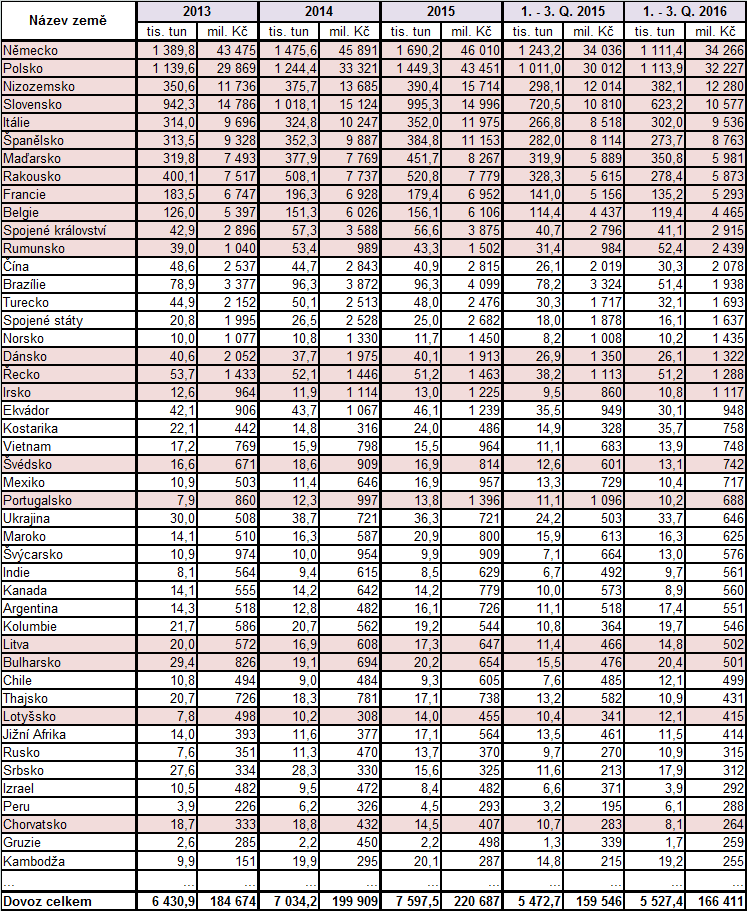 Název země 2013 2014 2015 1. - 3. Q. 2015 1. - 3. Q. 2016
tis. tun mil. Kč tis. tun mil. Kč tis. tun mil. Kč tis. tun mil. Kč tis. tun mil. Kč
Německo 1 389,8 43 475 1 475,6 45 891 1 690,2 46 010 1 243,2 34 036 1 111,4 34 266
Polsko 1 139,6 29 869 1 244,4 33 321 1 449,3 43 451 1 011,0 30 012 1 113,9 32 227
Nizozemsko 350,6 11 736 375,7 13 685 390,4 15 714 298,1 12 014 382,1 12 280
Slovensko 942,3 14 786 1 018,1 15 124 995,3 14 996 720,5 10 810 623,2 10 577
Itálie 314,0 9 696 324,8 10 247 352,0 11 975 266,8 8 518 302,0 9 536
Španělsko 313,5 9 328 352,3 9 887 384,8 11 153 282,0 8 114 273,7 8 763
Maďarsko 319,8 7 493 377,9 7 769 451,7 8 267 319,9 5 889 350,8 5 981
Rakousko 400,1 7 517 508,1 7 737 520,8 7 779 328,3 5 615 278,4 5 873
Francie 183,5 6 747 196,3 6 928 179,4 6 952 141,0 5 156 135,2 5 293
Belgie 126,0 5 397 151,3 6 026 156,1 6 106 114,4 4 437 119,4 4 465
Spojené království 42,9 2 896 57,3 3 588 56,6 3 875 40,7 2 796 41,1 2 915
Rumunsko 39,0 1 040 53,4 989 43,3 1 502 31,4 984 52,4 2 439
Čína 48,6 2 537 44,7 2 843 40,9 2 815 26,1 2 019 30,3 2 078
Brazílie 78,9 3 377 96,3 3 872 96,3 4 099 78,2 3 324 51,4 1 938
Turecko 44,9 2 152 50,1 2 513 48,0 2 476 30,3 1 717 32,1 1 693
Spojené státy 20,8 1 995 26,5 2 528 25,0 2 682 18,0 1 878 16,1 1 637
Norsko 10,0 1 077 10,8 1 330 11,7 1 450 8,2 1 008 10,2 1 435
Dánsko 40,6 2 052 37,7 1 975 40,1 1 913 26,9 1 350 26,1 1 322
Řecko 53,7 1 433 52,1 1 446 51,2 1 463 38,2 1 113 51,2 1 288
Irsko 12,6 964 11,9 1 114 13,0 1 225 9,5 860 10,8 1 117
Ekvádor 42,1 906 43,7 1 067 46,1 1 239 35,5 949 30,1 948
Kostarika 22,1 442 14,8 316 24,0 486 14,9 328 35,7 758
Vietnam 17,2 769 15,9 798 15,5 964 11,1 683 13,9 748
Švédsko 16,6 671 18,6 909 16,9 814 12,6 601 13,1 742
Mexiko 10,9 503 11,4 646 16,9 957 13,3 729 10,4 717
Portugalsko 7,9 860 12,3 997 13,8 1 396 11,1 1 096 10,2 688
Ukrajina 30,0 508 38,7 721 36,3 721 24,2 503 33,7 646
Maroko 14,1 510 16,3 587 20,9 800 15,9 613 16,3 625
Švýcarsko 10,9 974 10,0 954 9,9 909 7,1 664 13,0 576
Indie 8,1 564 9,4 615 8,5 629 6,7 492 9,7 561
Kanada 14,1 555 14,2 642 14,2 779 10,0 573 8,9 560
Argentina 14,3 518 12,8 482 16,1 726 11,1 518 17,4 551
Kolumbie 21,7 586 20,7 562 19,2 544 10,8 364 19,7 546
Litva 20,0 572 16,9 608 17,3 647 11,4 466 14,8 502
Bulharsko 29,4 826 19,1 694 20,2 654 15,5 476 20,4 501
Chile 10,8 494 9,0 484 9,3 605 7,6 485 12,1 499
Thajsko 20,7 726 18,3 781 17,1 738 13,2 582 10,9 431
Lotyšsko 7,8 498 10,2 308 14,0 455 10,4 341 12,1 415
Jižní Afrika 14,0 393 11,6 377 17,1 564 13,5 461 11,5 414
Rusko 7,6 351 11,3 470 13,7 370 9,7 270 10,9 315
Srbsko 27,6 334 28,3 330 15,6 325 11,6 213 17,9 312
Izrael 10,5 482 9,5 472 8,4 482 6,6 371 3,9 292
Peru 3,9 226 6,2 326 4,5 293 3,2 195 6,1 288
Chorvatsko 18,7 333 18,8 432 14,5 407 10,7 283 8,1 264
Gruzie 2,6 285 2,2 450 2,2 498 1,3 339 1,7 259
Kambodža 9,9 151 19,9 295 20,1 287 14,8 215 19,2 255
... ... ... ... ... ... ... ... ... ... ...
Dovoz celkem 6 430,9 184 674 7 034,2 199 909 7 597,5 220 687 5 472,7 159 546 5 527,4 166 411